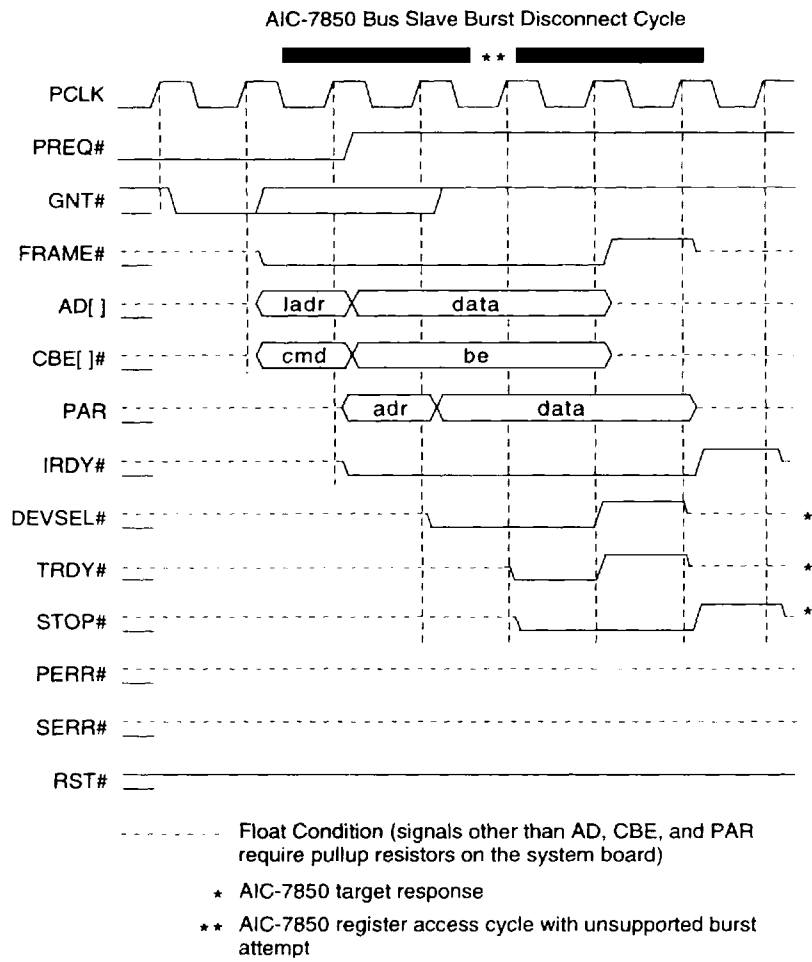 AIC-7850 Bus Slave Burst Disconnect Cycle
**
PCLK
PREQ#
GNT#
FRAME#
AD[ ]
ladr
data
CBE[ ]#
cmd
be
PAR
adr
data
IRDY#
DEVSEL#
*
TRDY#
*
STOP#
*
PERR#
SERR#
RST#
Float Condition (signals other than AD, CBE, and PAR
require pullup resistors on the system board)
* AIC-7850 target response
** AIC-7850 register access cycle with unsupported burst
attempt